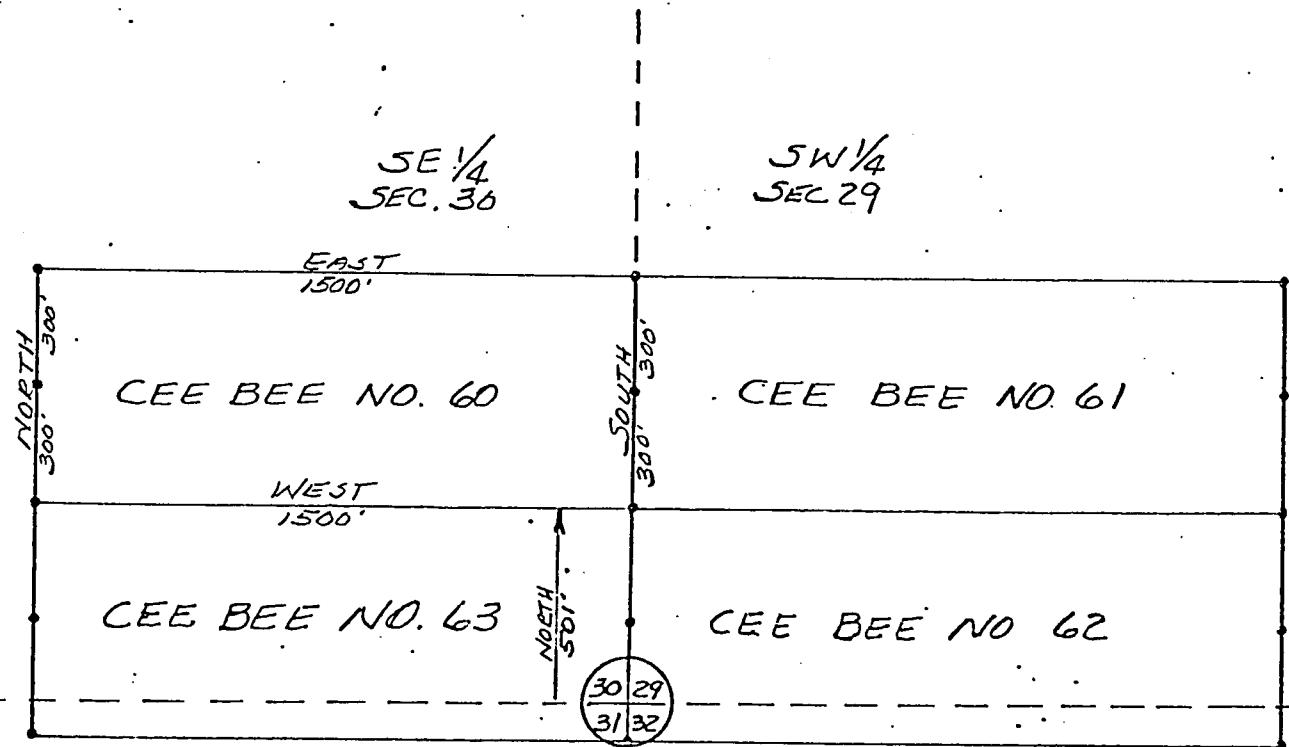 SE 1/4
SEC. 30
SW 1/4
SEC 29
EAST
1500'
NORTH
300'
300'
CEE BEE NO. 60
SOUTH
300'
300'
CEE BEE NO. 61
WEST
1500'
CEE BEE NO. 63
NORTH
501'
CEE BEE NO 62
30 29
31 32